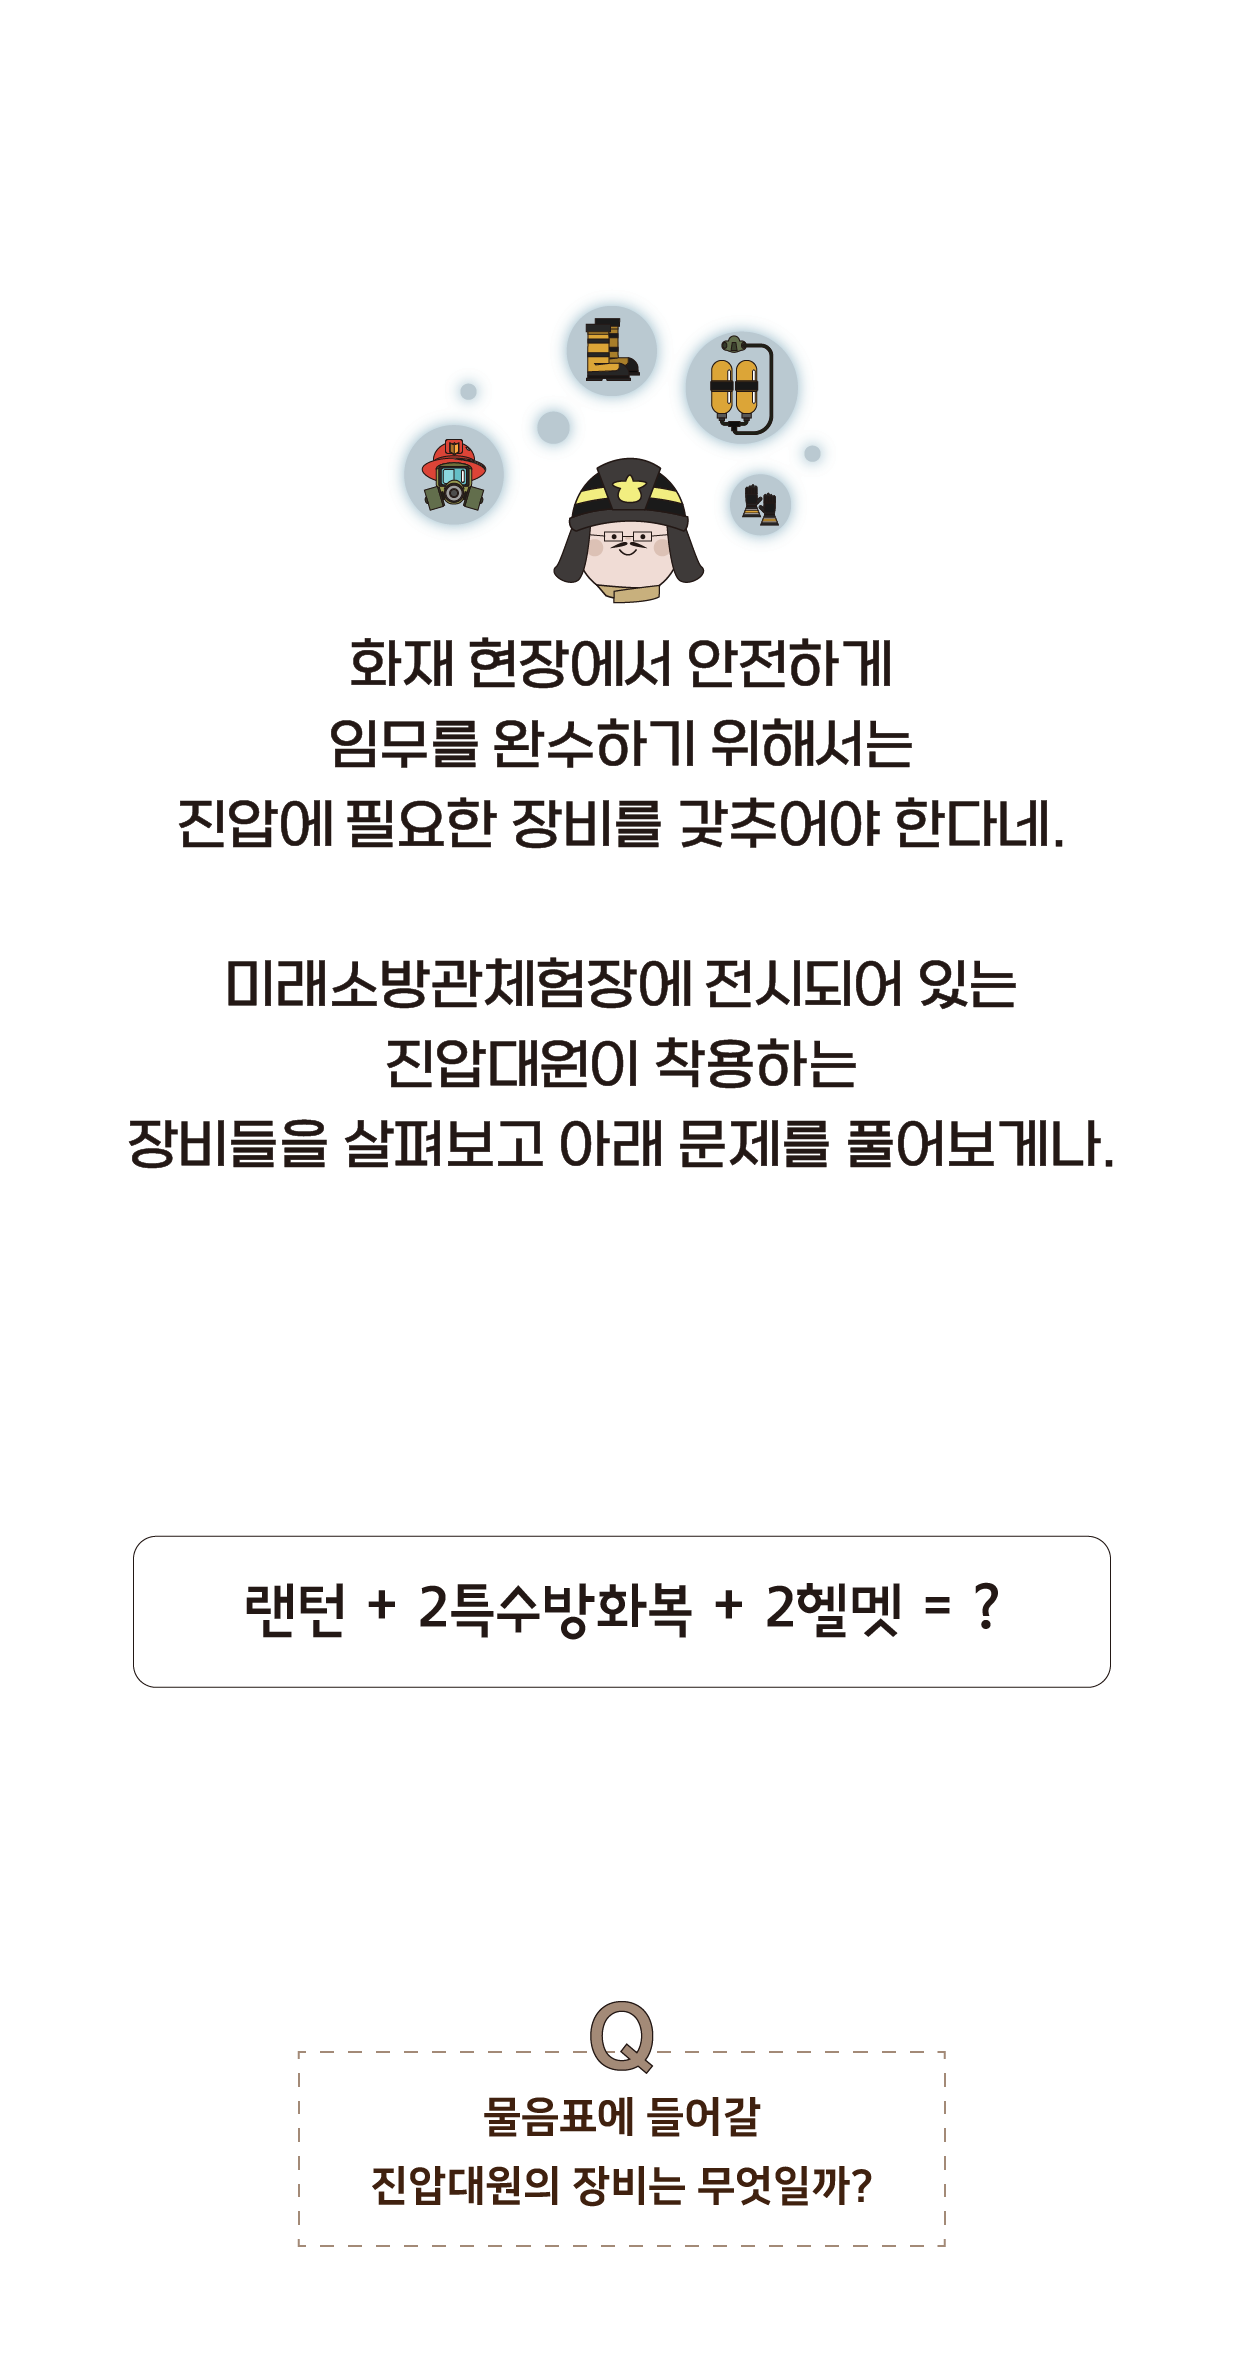 화재 현장에서 안전하게
임무를 완수하기 위해서는
진압에 필요한 장비를 갖추어야 한다네.
미래소방관체험장에 전시되어 있는
진압대원이 착용하는
장비들을 살펴보고 아래 문제를 풀어보게나.
랜턴 + 2특수방화복 + 2헬멧 = ?
Q
물음표에 들어갈
진압대원의 장비는 무엇일까?